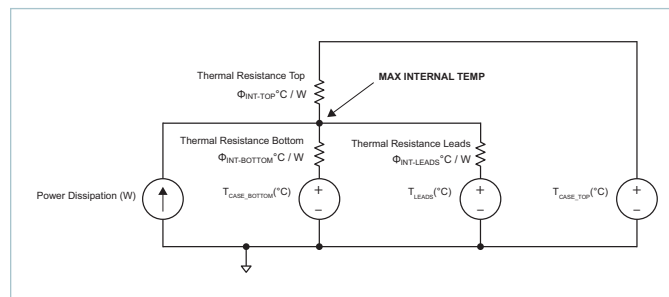 Thermal Resistance Top
MAX INTERNAL TEMP
ΦINT-TOP°C / W
Thermal Resistance Bottom
Thermal Resistance Leads
ΦINT-BOTTOM°C / W
ΦINT-LEADS°C / W
Power Dissipation (W)
TCASE_BOTTOM(°C)
TLEADS(°C)
TCASE_TOP(°C)
+
+
+
–
–
–